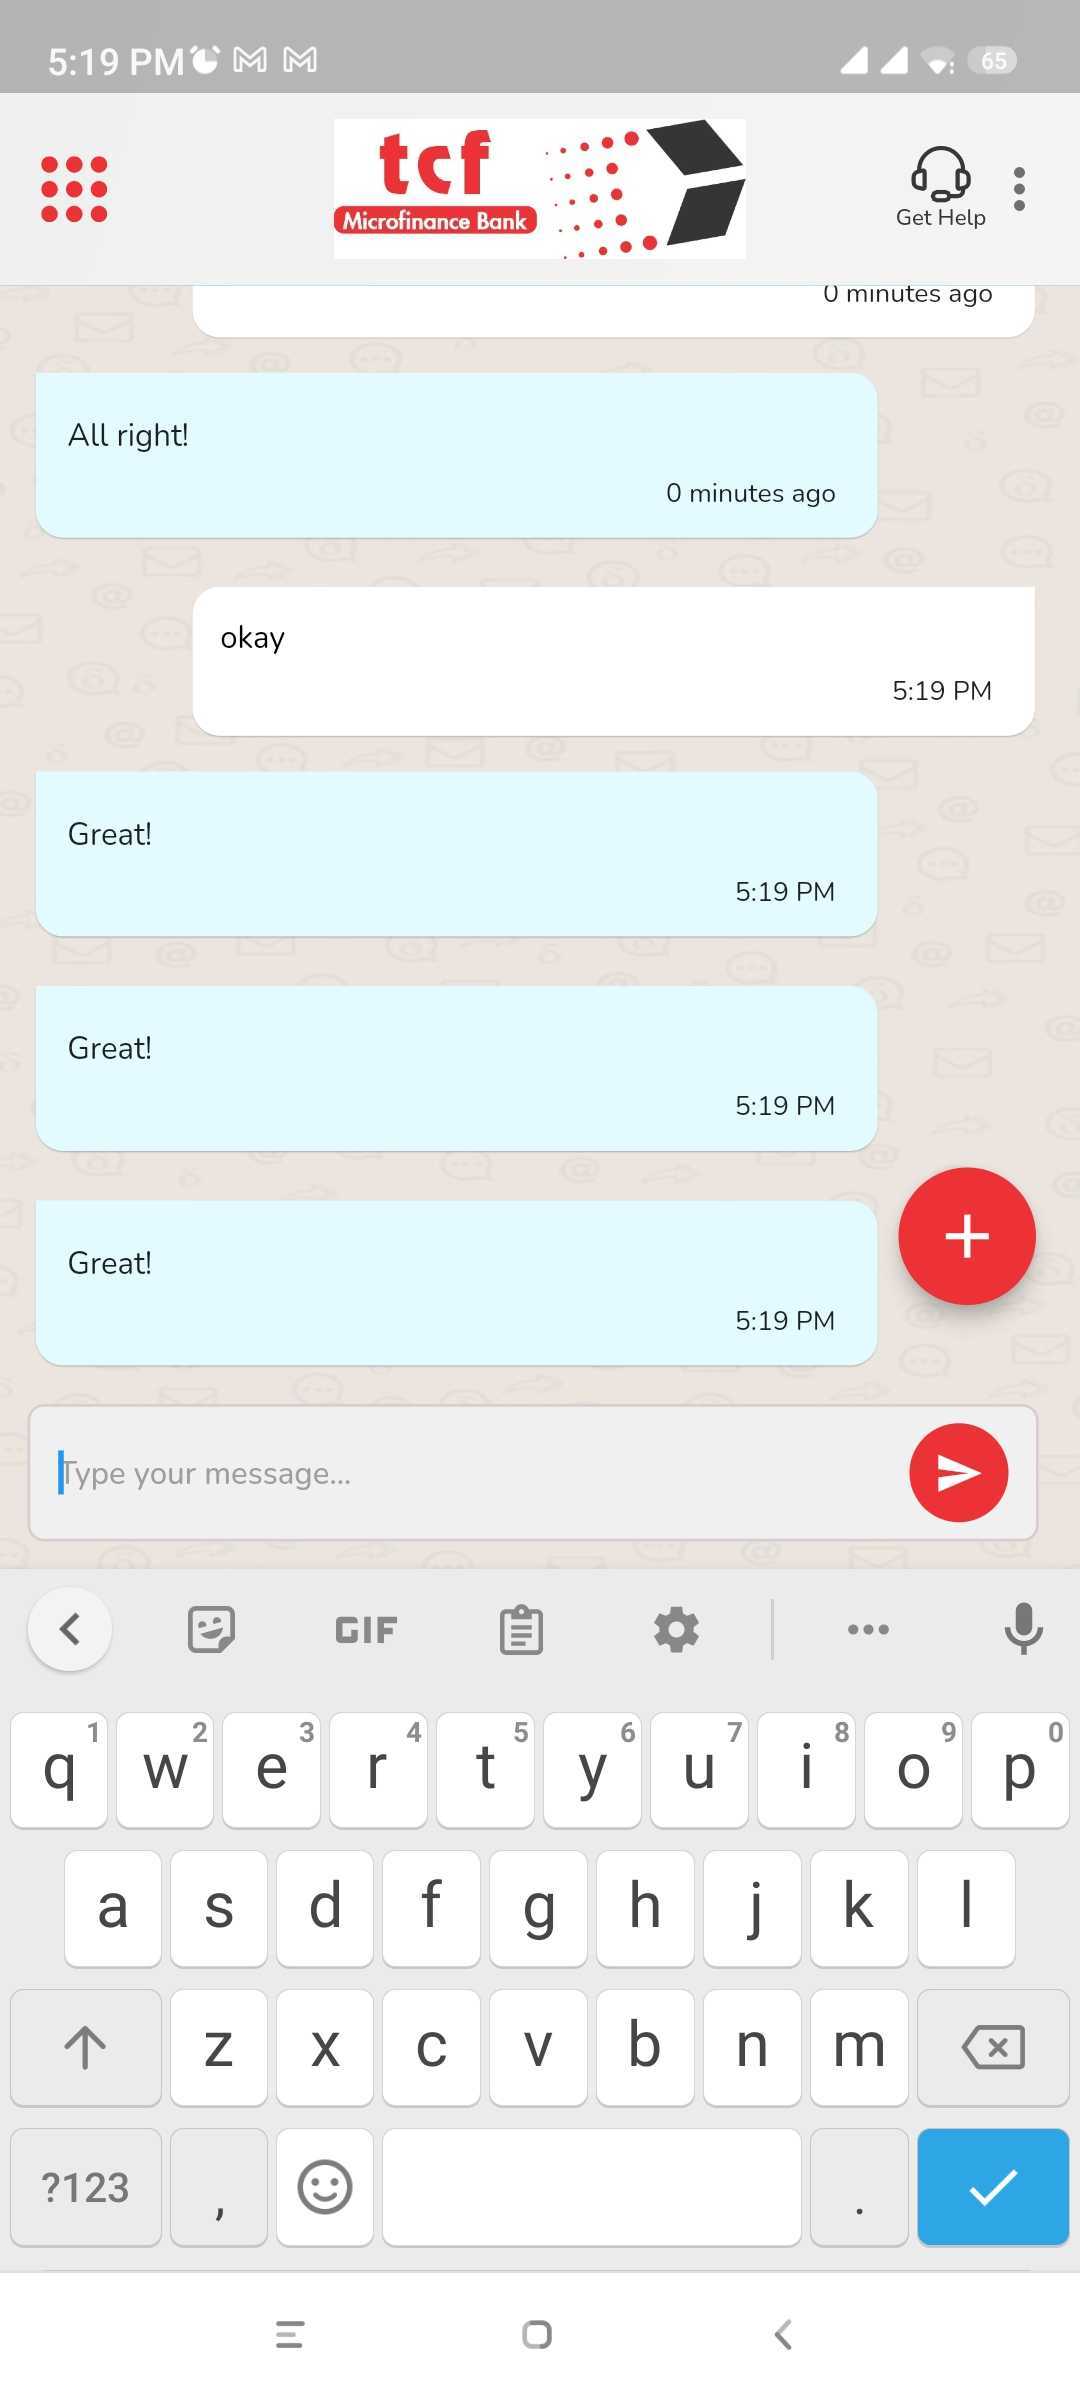 5:19 PM
65
tcf
Microfinance Bank
Get Help
0 minutes ago
All right!
0 minutes ago
okay
5:19 PM
Great!
5:19 PM
Great!
5:19 PM
Great!
5:19 PM
Type your message...
GIF
1 2 3 4 5 6 7 8 9 0
q w e r t y u i o p
a s d f g h j k l
z x c v b n m
?123 , .